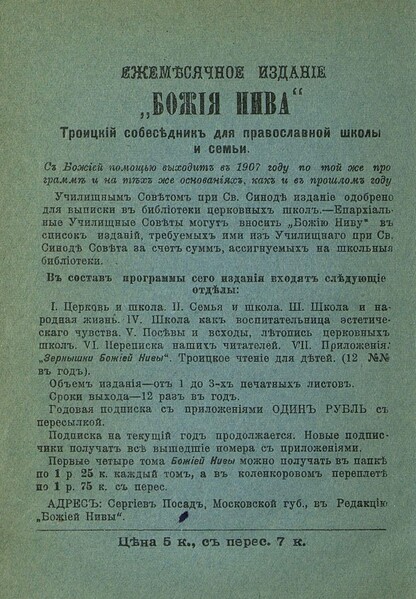 ЕЖЕМѢСЯЧНОЕ ИЗДАНІЕ
„БОЖІЯ НИВА“
Троицкій собесѣдникъ для православной школы
и семьи.
Съ Божіей помощью выходитъ въ 1907 году по той же про
граммѣ и на тѣхъ же основаніяхъ, какъ и въ прошломъ году
Училищнымъ Совѣтомъ при Св. Синодѣ изданіе одобрено
для выписки въ библіотеки церковныхъ школъ.—Епархіаль-
ные Училищные Совѣты могутъ вносить „Божію Ниву“ въ
списокъ изданій, требуемыхъ ими изъ Училищнаго при Св.
Синодѣ Совѣта за счетъ суммъ, ассигнуемыхъ на школьныя
библіотеки.
Въ составъ программы сего изданія входятъ слѣдующіе
отдѣлы:
I. Церковь и школа. II. Семья и школа. III. Школа и на-
родная жизнь. IV. Школа какъ воспитательница эстетиче-
скаго чувства. V. Посѣвы и всходы, лѣтопись церковныхъ
школъ. VI. Переписка нашихъ читателей. VII. Приложенія:
„Зернышки Божіей Нивы“. Троицкое чтеніе для дѣтей. (12 №№
въ годъ).
Объемъ изданія—отъ 1 до 3-хъ печатныхъ листовъ.
Сроки выхода—12 разъ въ годъ.
Годовая подписка съ приложеніями ОДИНЪ РУБЛЬ съ
пересылкой.
Подписка на текущій годъ продолжается. Новые подпис-
чики получатъ всѣ вышедшіе номера съ приложеніями.
Первые четыре тома Божіей Нивы можно получать въ папкѣ
по 1 р 25 к. каждый томъ, а въ коленкоровомъ переплетѣ
по 1 р. 75 к. съ перес.
АДРЕСЪ: Сергіевъ Посадъ, Московской губ., въ Редакцію
„Божіей Нивы“.
Цѣна 5 к., съ перес. 7 к.